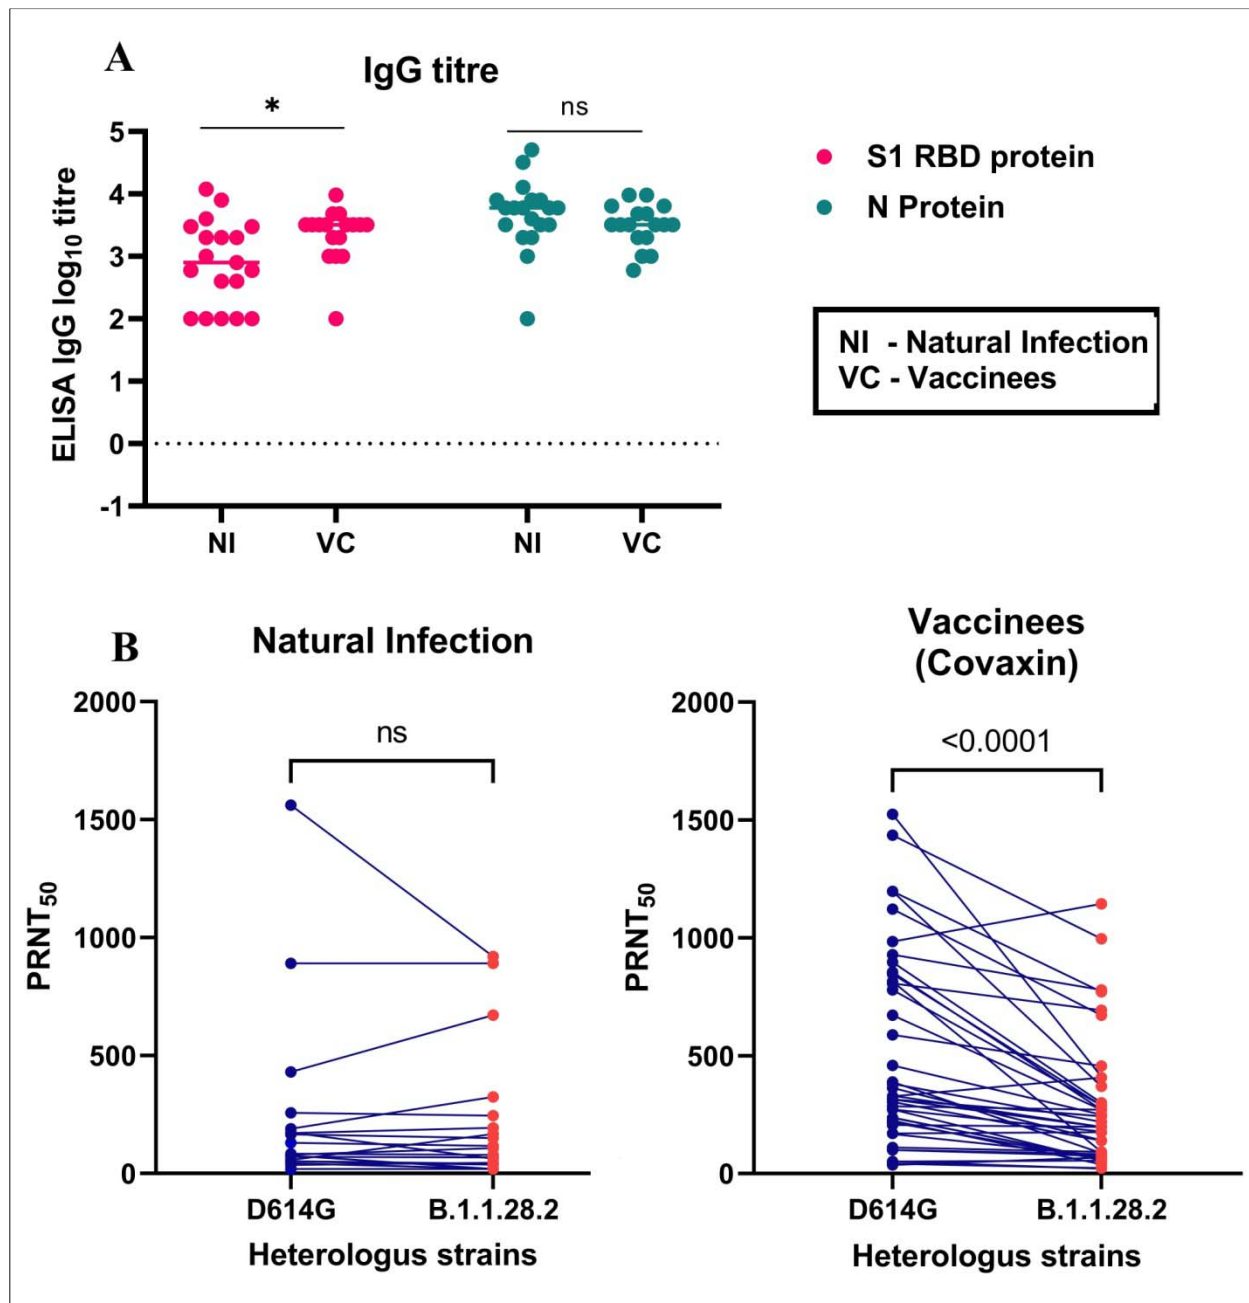 A
IgG titre
*
ns
ELISA IgG log10 titre
5
4
3
2
1
0
-1
NI
VC
NI
VC
S1 RBD protein
N Protein
NI - Natural Infection
VC - Vaccinees
B
Natural Infection
ns
PRNT50
2000
1500
1000
500
0
D614G
B.1.1.28.2
Heterologus strains
Vaccinees
(Covaxin)
<0.0001
PRNT50
2000
1500
1000
500
0
D614G
B.1.1.28.2
Heterologus strains